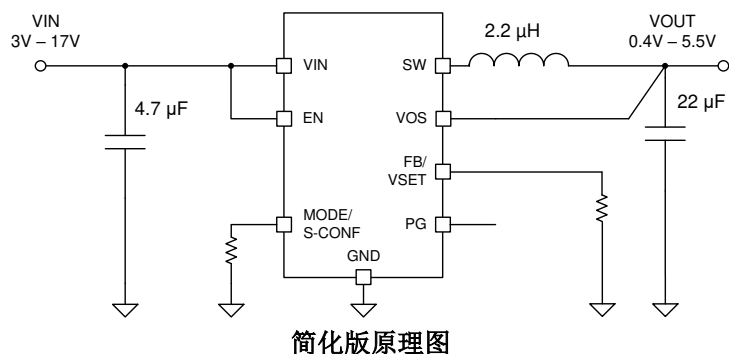 VIN
3V – 17V
VOUT
0.4V – 5.5V
2.2 µH
4.7 µF
22 µF
VIN
EN
MODE/
S-CONF
GND
SW
VOS
FB/
VSET
PG
简化版原理图